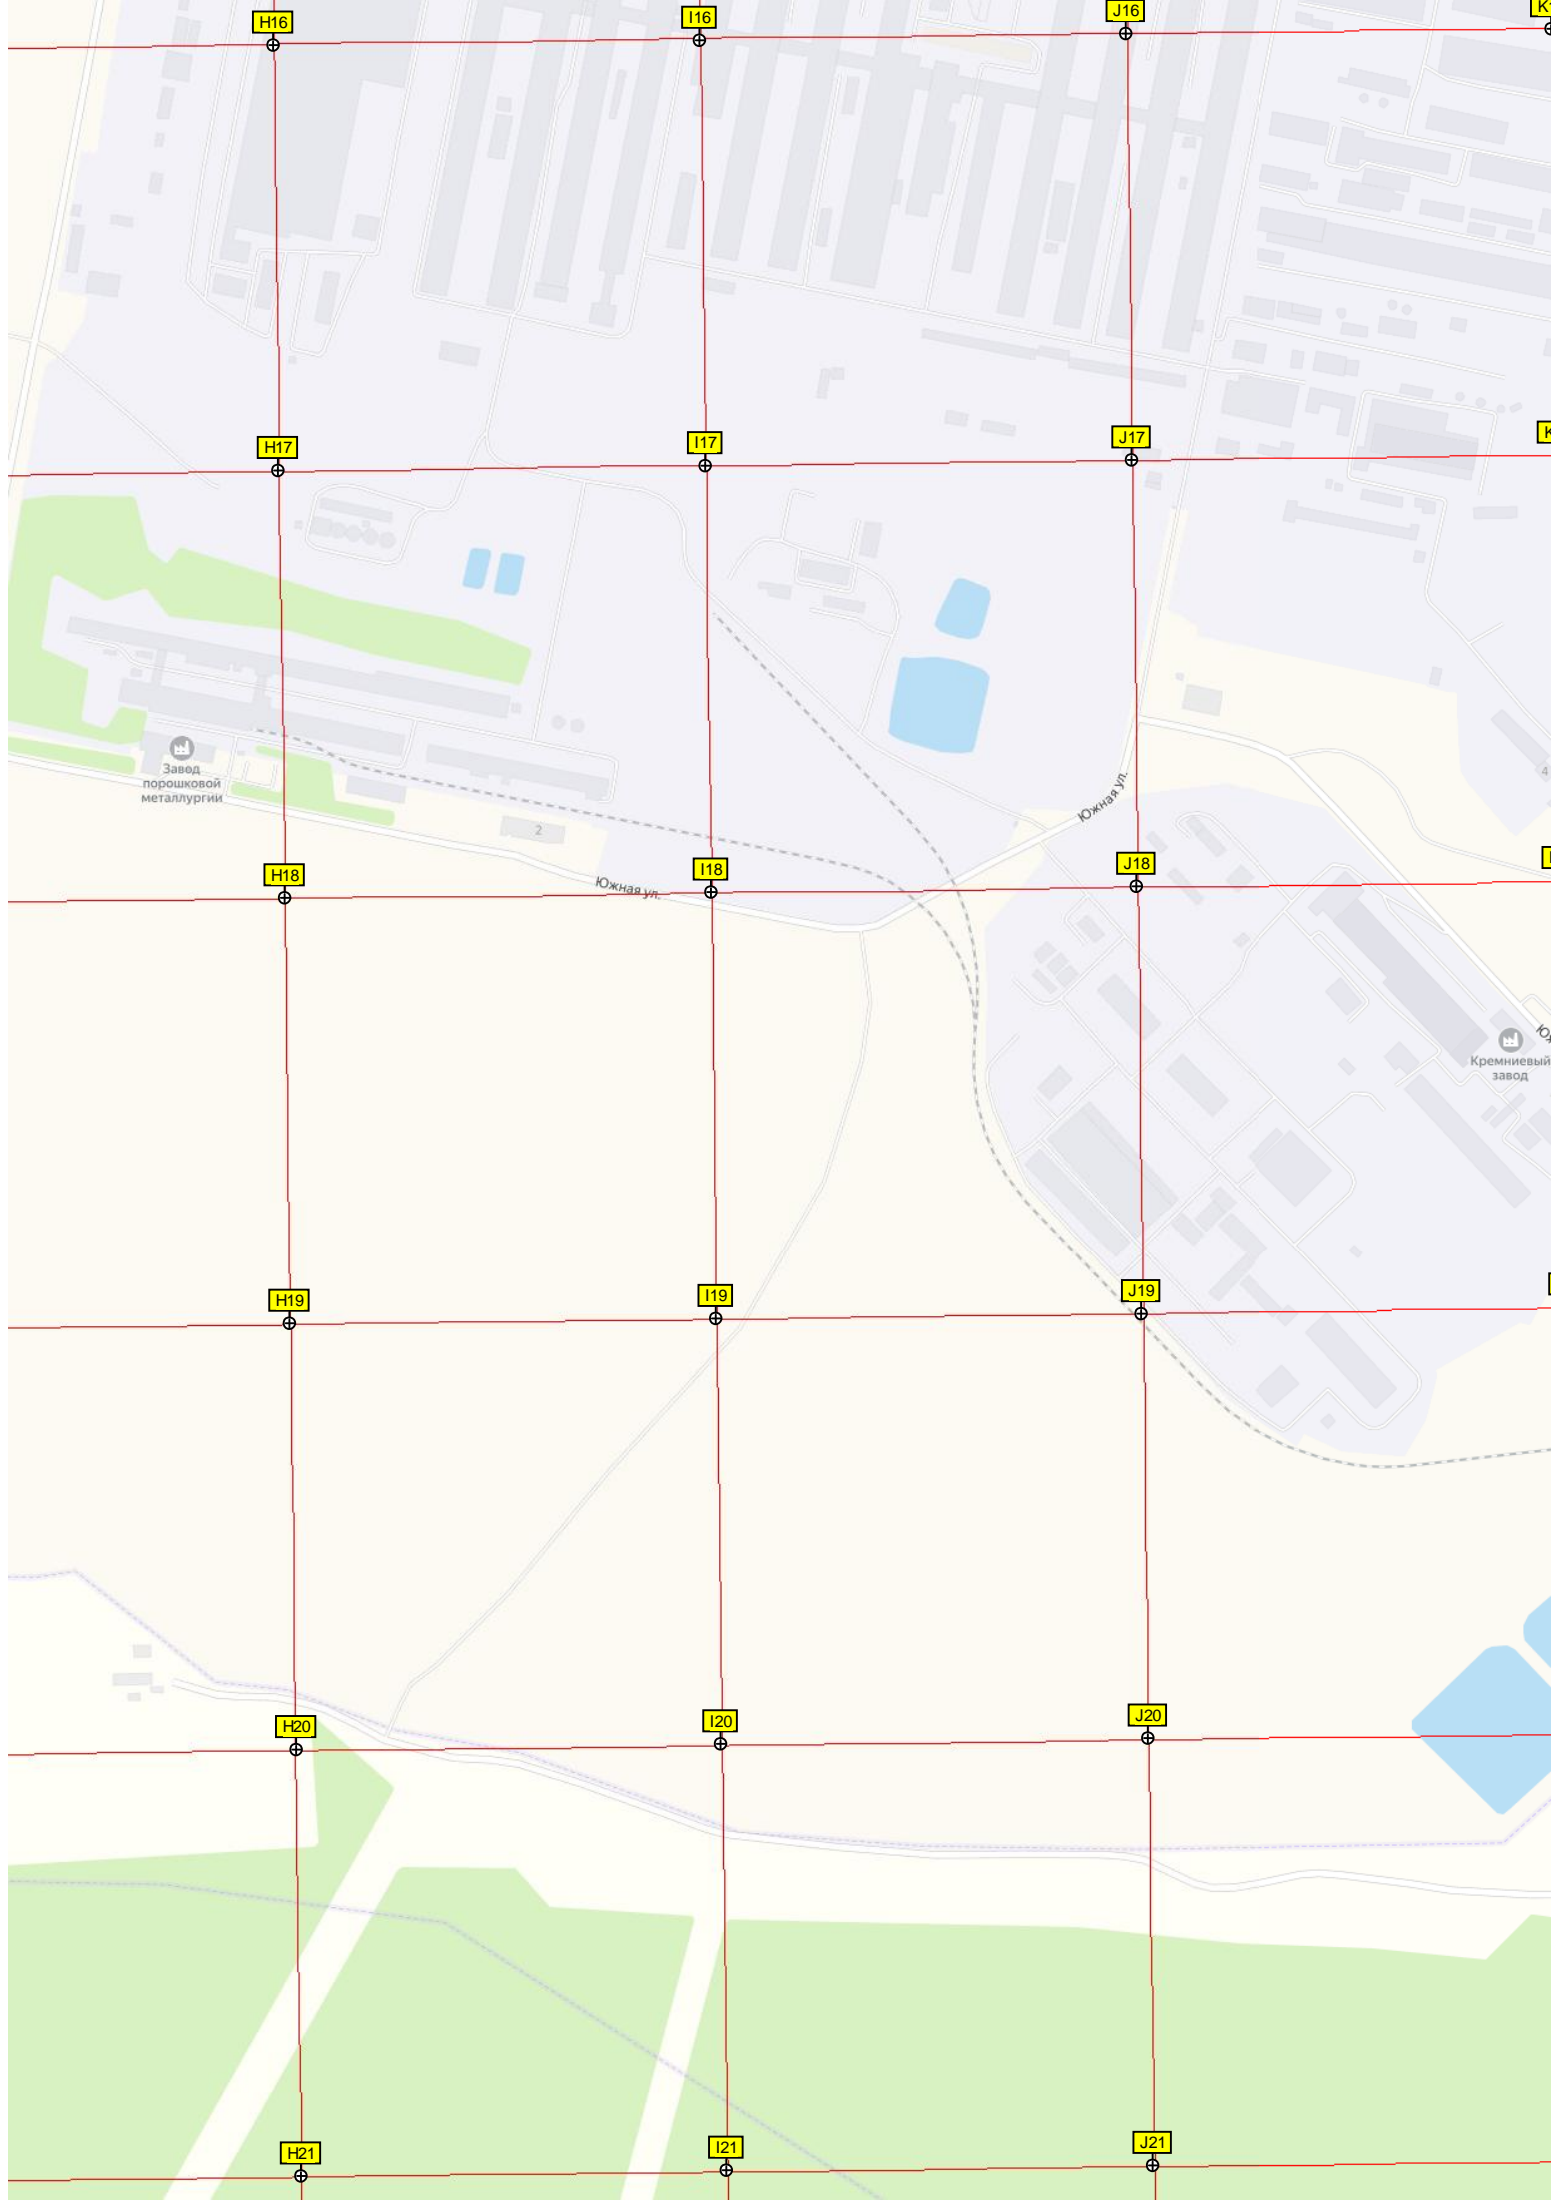 H16
I16
J16
H17
I17
J17
Завод
порошковой
металлургии
2
4
Южная ул.
H18
I18
J18
Южная ул.
Кремниевый
завод
H19
I19
J19
H20
I20
J20
H21
I21
J21